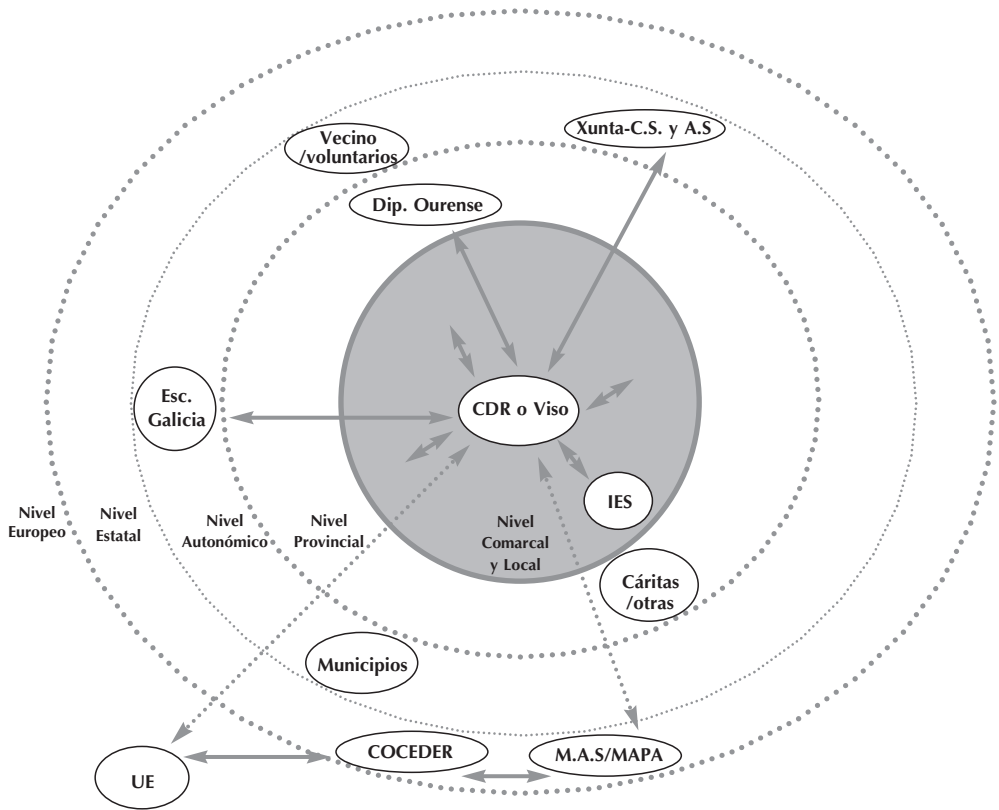 Vecino
/voluntarios
Xunta-C.S. y A.S
Dip. Ourense
Esc.
Galicia
CDR o Viso
IES
Nivel
Europeo
Nivel
Estatal
Nivel
Autonómico
Nivel
Provincial
Nivel
Comarcal
y Local
Cáritas
/otras
Municipios
COCEDER
M.A.S/MAPA
UE